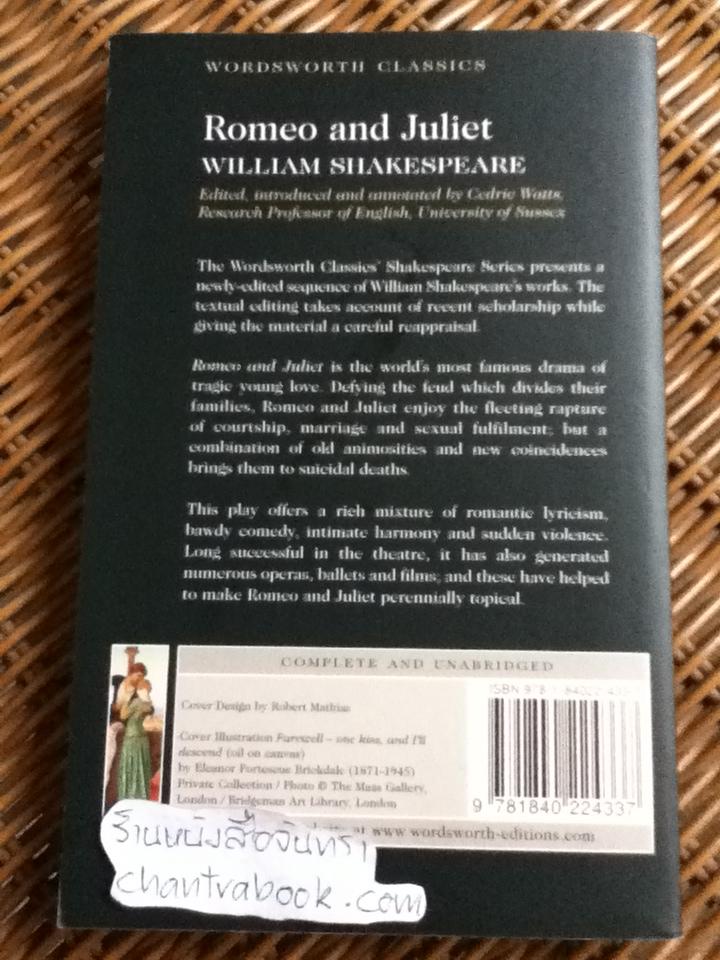 WORDSWORTH CLASSICS
Romeo and Juliet
WILLIAM SHAKESPEARE
Edited, introduced and annotated by Cedric Watts,
Research Professor of English, University of Sussex
The Wordsworth Classics' Shakespeare Series presents a
newly-edited sequence of William Shakespeare's works. The
textual editing takes account of recent scholarship while
giving the material a careful reappraisal.
Romeo and Juliet is the world's most famous drama of
tragic young love. Defying the feud which divides their
families, Romeo and Juliet enjoy the fleeting rapture
of courtship, marriage and sexual fulfilment; but a
combination of old animosities and new coincidences
brings them to suicidal deaths.
This play offers a rich mixture of romantic lyricism,
bawdy comedy, intimate harmony and sudden violence.
Long successful in the theatre, it has also generated
numerous operas, ballets and films; and these have helped
to make Romeo and Juliet perennially topical.
COMPLETE AND UNABRIDGED
Cover Design by Robert Mathias
Cover Illustration Farewell – one kiss, and I'll
descend (oil on canvas)
by Eleanor Fortescue Brickdale (1871-1945)
Private Collection / Photo © The Maas Gallery,
London / Bridgeman Art Library, London
ISBN 978
9 781840 224337
at www.wordsworth-editions.com
ร้านหนังสือจันทรา
chantrabook.com